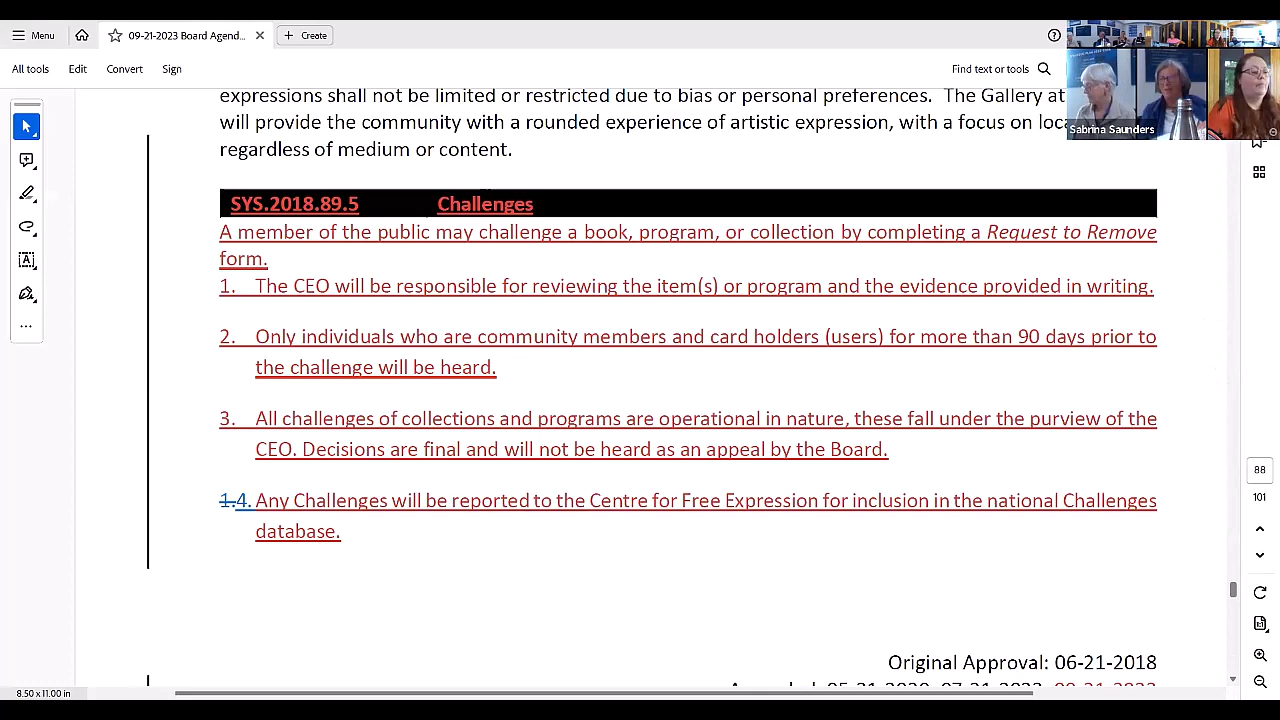 Menu
09-21-2023 Board Agend...
Create
All tools
Edit
Convert
Sign
Find text or tools
Sabrina Saunders
expressions shall not be limited or restricted due to bias or personal preferences. The Gallery at
will provide the community with a rounded experience of artistic expression, with a focus on
regardless of medium or content.
SYS.2018.89.5 Challenges
A member of the public may challenge a book, program, or collection by completing a Request to Remove
form.
1. The CEO will be responsible for reviewing the item(s) or program and the evidence provided in writing.
2. Only individuals who are community members and card holders (users) for more than 90 days prior to
the challenge will be heard.
3. All challenges of collections and programs are operational in nature, these fall under the purview of the
CEO. Decisions are final and will not be heard as an appeal by the Board.
1.4. Any Challenges will be reported to the Centre for Free Expression for inclusion in the national Challenges
database.
Original Approval: 06-21-2018
88
101
8.50 x 11.00 in